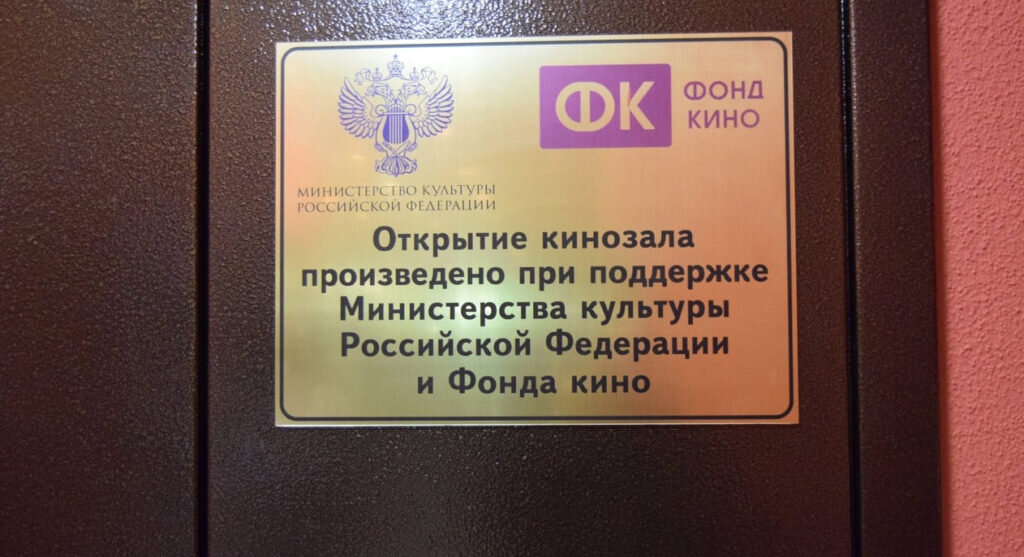 МИНИСТЕРСТВО КУЛЬТУРЫ
РОССИЙСКОЙ ФЕДЕРАЦИИ
ФК ФОНД
КИНО
Открытие кинозала
произведено при поддержке
Министерства культуры
Российской Федерации
и Фонда кино